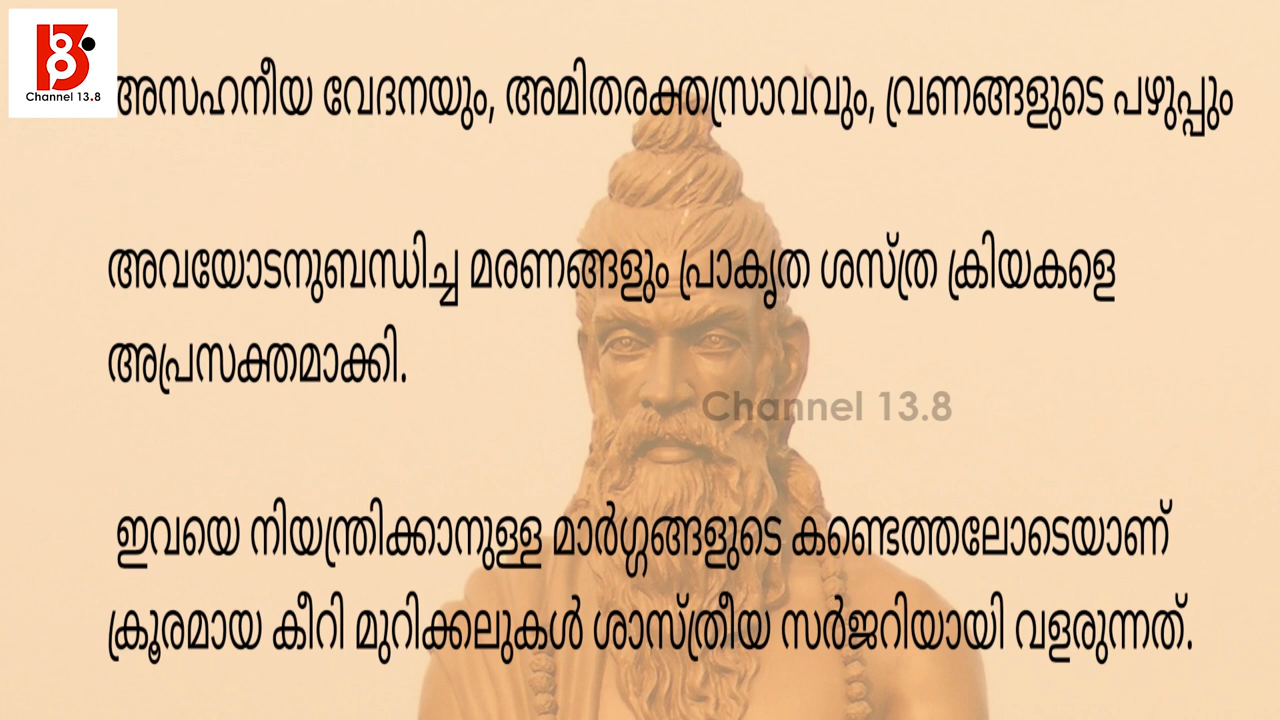 Channel 13.8
അസഹനീയ വേദനയും, അമിതരക്തസ്രാവവും, വ്രണങ്ങളുടെ പഴുപ്പും
അവയോടനുബന്ധിച്ച മരണങ്ങളും പ്രാകൃത ശസ്ത്ര ക്രിയകളെ
അപ്രസക്തമാക്കി.
Channel 13.8
ഇവയെ നിയന്ത്രിക്കാനുള്ള മാർഗ്ഗങ്ങളുടെ കണ്ടെത്തലോടെയാണ്
ക്രൂരമായ കീറി മുറിക്കലുകൾ ശാസ്ത്രീയ സർജറിയായി വളരുന്നത്.